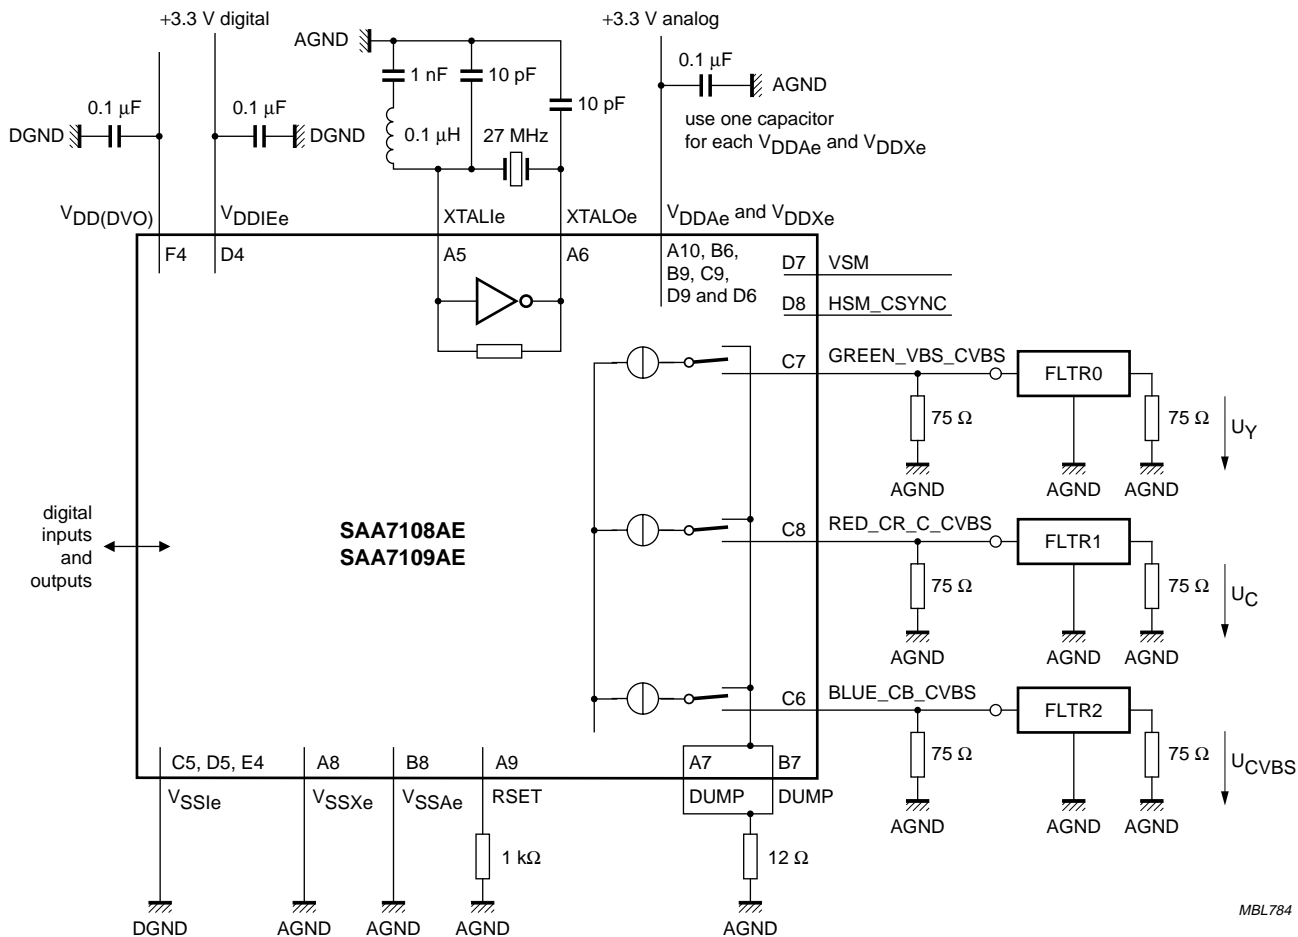 +3.3 V digital
+3.3 V analog
AGND
1 nF
10 pF
10 pF
0.1 μF
AGND
0.1 μF
0.1 μF
DGND
DGND
0.1 μH
27 MHz
use one capacitor
for each VDDAe and VDDXe
VDD(DVO)
VDDIEe
XTALIe
XTALOe
VDDAe and VDDXe
F4
D4
A5
A6
A10, B6,
B9, C9,
D9 and D6
D7
VSM
D8
HSM_CSYNC
C7
GREEN_VBS_CVBS
FLTR0
75 Ω
75 Ω
UY
AGND
AGND
AGND
digital
inputs
and
outputs
SAA7108AE
SAA7109AE
C8
RED_CR_C_CVBS
FLTR1
75 Ω
75 Ω
UC
AGND
AGND
AGND
C6
BLUE_CB_CVBS
FLTR2
75 Ω
75 Ω
UCVBS
AGND
AGND
AGND
C5, D5, E4
A8
B8
A9
A7
B7
VSSIe
VSSXe
VSSAe
RSET
DUMP
DUMP
1 kΩ
12 Ω
DGND
AGND
AGND
AGND
AGND
MBL784